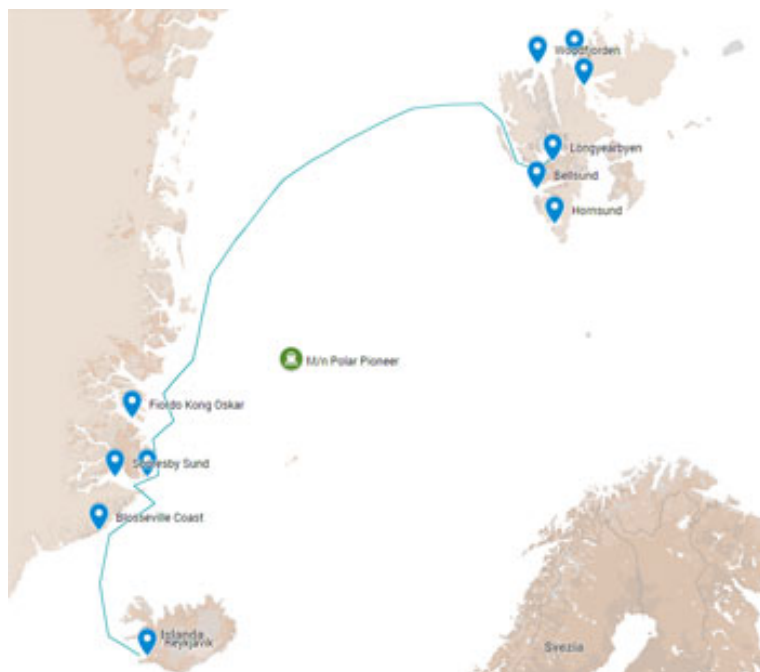 Woodfjorden
Longyearbyen
Bellsund
Hornsund
M/n Polar Pioneer
Fiordo Kong Oskar
Scoresby Sund
Blosseville Coast
Islanda
Reykjavik
Svezia